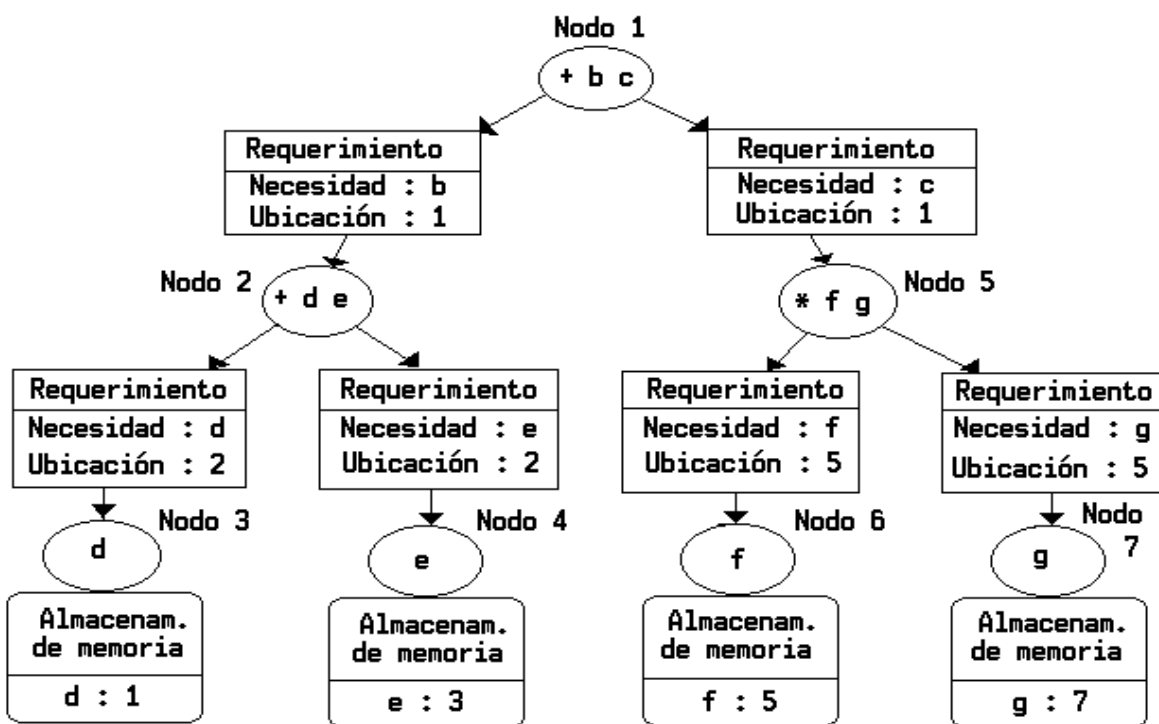 Nodo 1
+ b c
Requerimiento
Necesidad : b
Ubicación : 1
Requerimiento
Necesidad : c
Ubicación : 1
Nodo 2
+ d e
Nodo 5
* f g
Requerimiento
Necesidad : d
Ubicación : 2
Requerimiento
Necesidad : e
Ubicación : 2
Requerimiento
Necesidad : f
Ubicación : 5
Requerimiento
Necesidad : g
Ubicación : 5
Nodo 3
d
Nodo 4
e
Nodo 6
f
Nodo
7
g
Almacenam.
de memoria
d : 1
Almacenam.
de memoria
e : 3
Almacenam.
de memoria
f : 5
Almacenam.
de memoria
g : 7